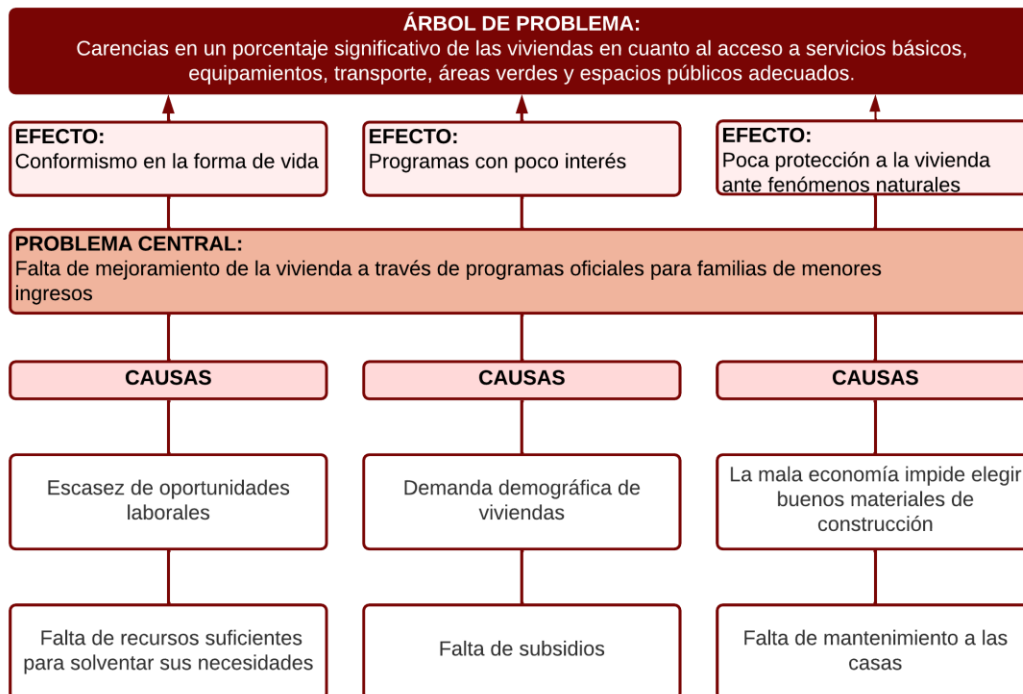 ÁRBOL DE PROBLEMA:
Carencias en un porcentaje significativo de las viviendas en cuanto al acceso a servicios básicos,
equipamientos, transporte, áreas verdes y espacios públicos adecuados.
EFECTO:
Conformismo en la forma de vida
EFECTO:
Programas con poco interés
EFECTO:
Poca protección a la vivienda
ante fenómenos naturales
PROBLEMA CENTRAL:
Falta de mejoramiento de la vivienda a través de programas oficiales para familias de menores
ingresos
CAUSAS
CAUSAS
CAUSAS
Escasez de oportunidades
laborales
Demanda demográfica de
viviendas
La mala economía impide elegir
buenos materiales de
construcción
Falta de recursos suficientes
para solventar sus necesidades
Falta de subsidios
Falta de mantenimiento a las
casas